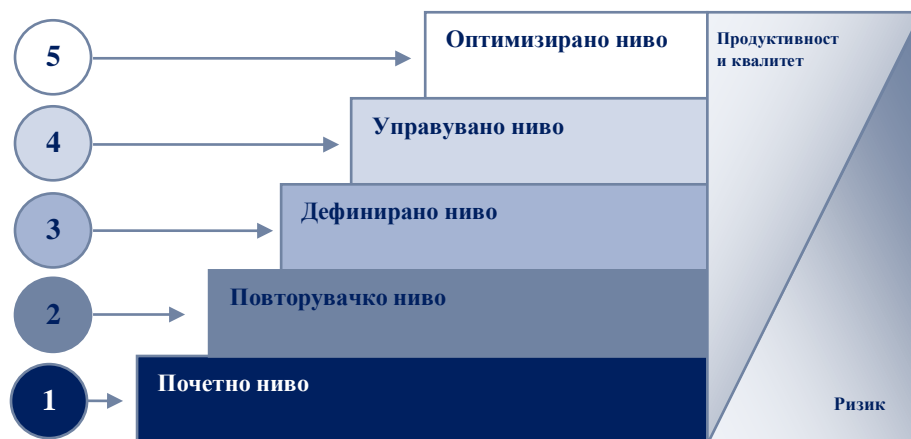 5
Оптимизирано ниво
Продуктивност
и квалитет
4
Управувано ниво
3
Дефинирано ниво
2
Повторувачко ниво
1
Почетно ниво
Ризик